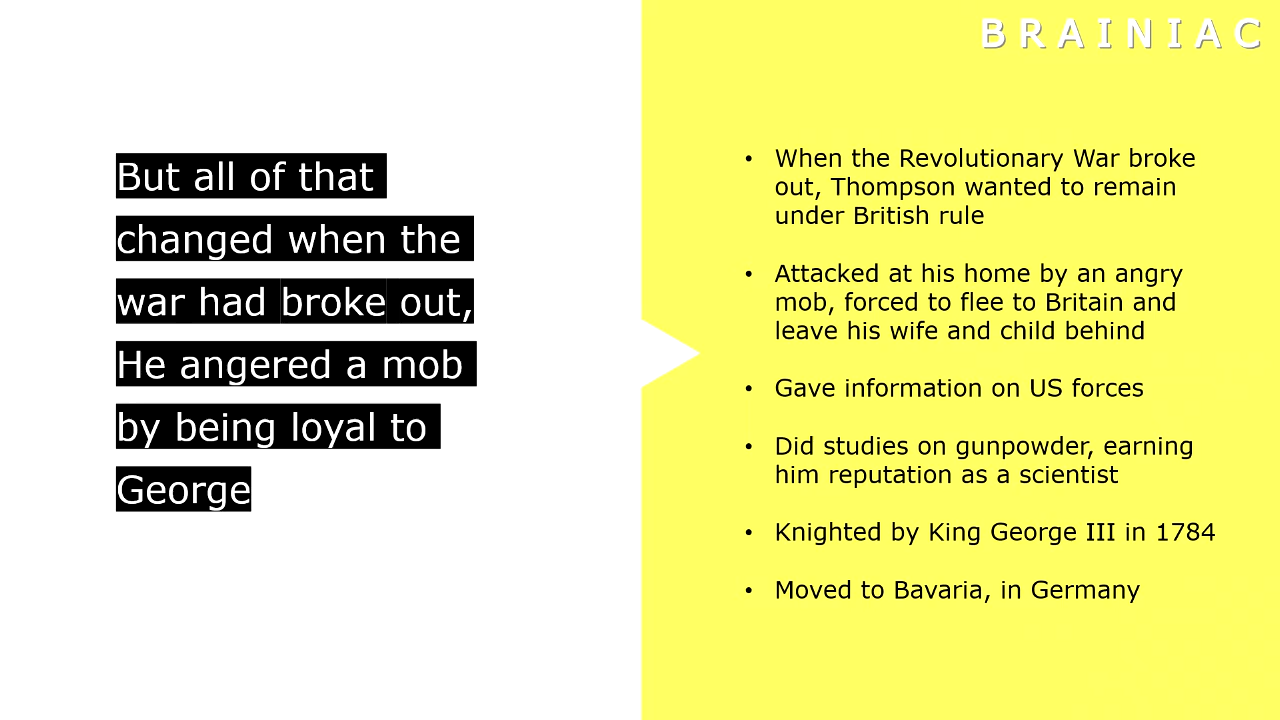 BRAINIAC
But all of that
changed when the
war had broke out,
He angered a mob
by being loyal to
George
• When the Revolutionary War broke
out, Thompson wanted to remain
under British rule
• Attacked at his home by an angry
mob, forced to flee to Britain and
leave his wife and child behind
• Gave information on US forces
• Did studies on gunpowder, earning
him reputation as a scientist
• Knighted by King George III in 1784
• Moved to Bavaria, in Germany